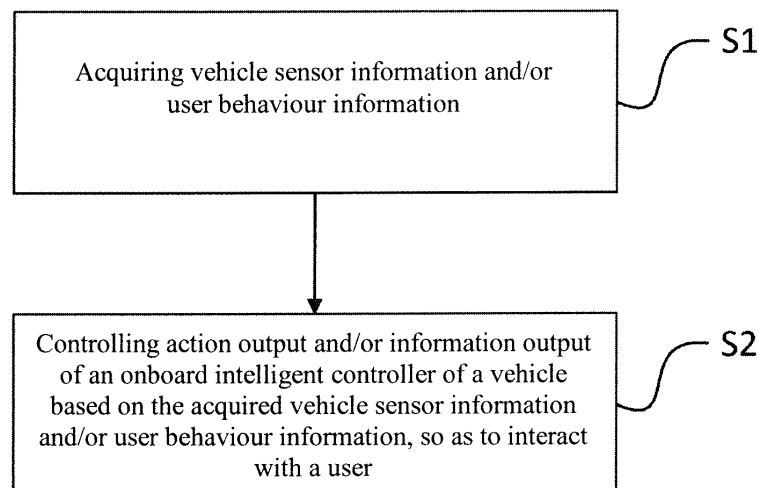 Acquiring vehicle sensor information and/or
user behaviour information
S1
Controlling action output and/or information output
of an onboard intelligent controller of a vehicle
based on the acquired vehicle sensor information
and/or user behaviour information, so as to interact
with a user
S2